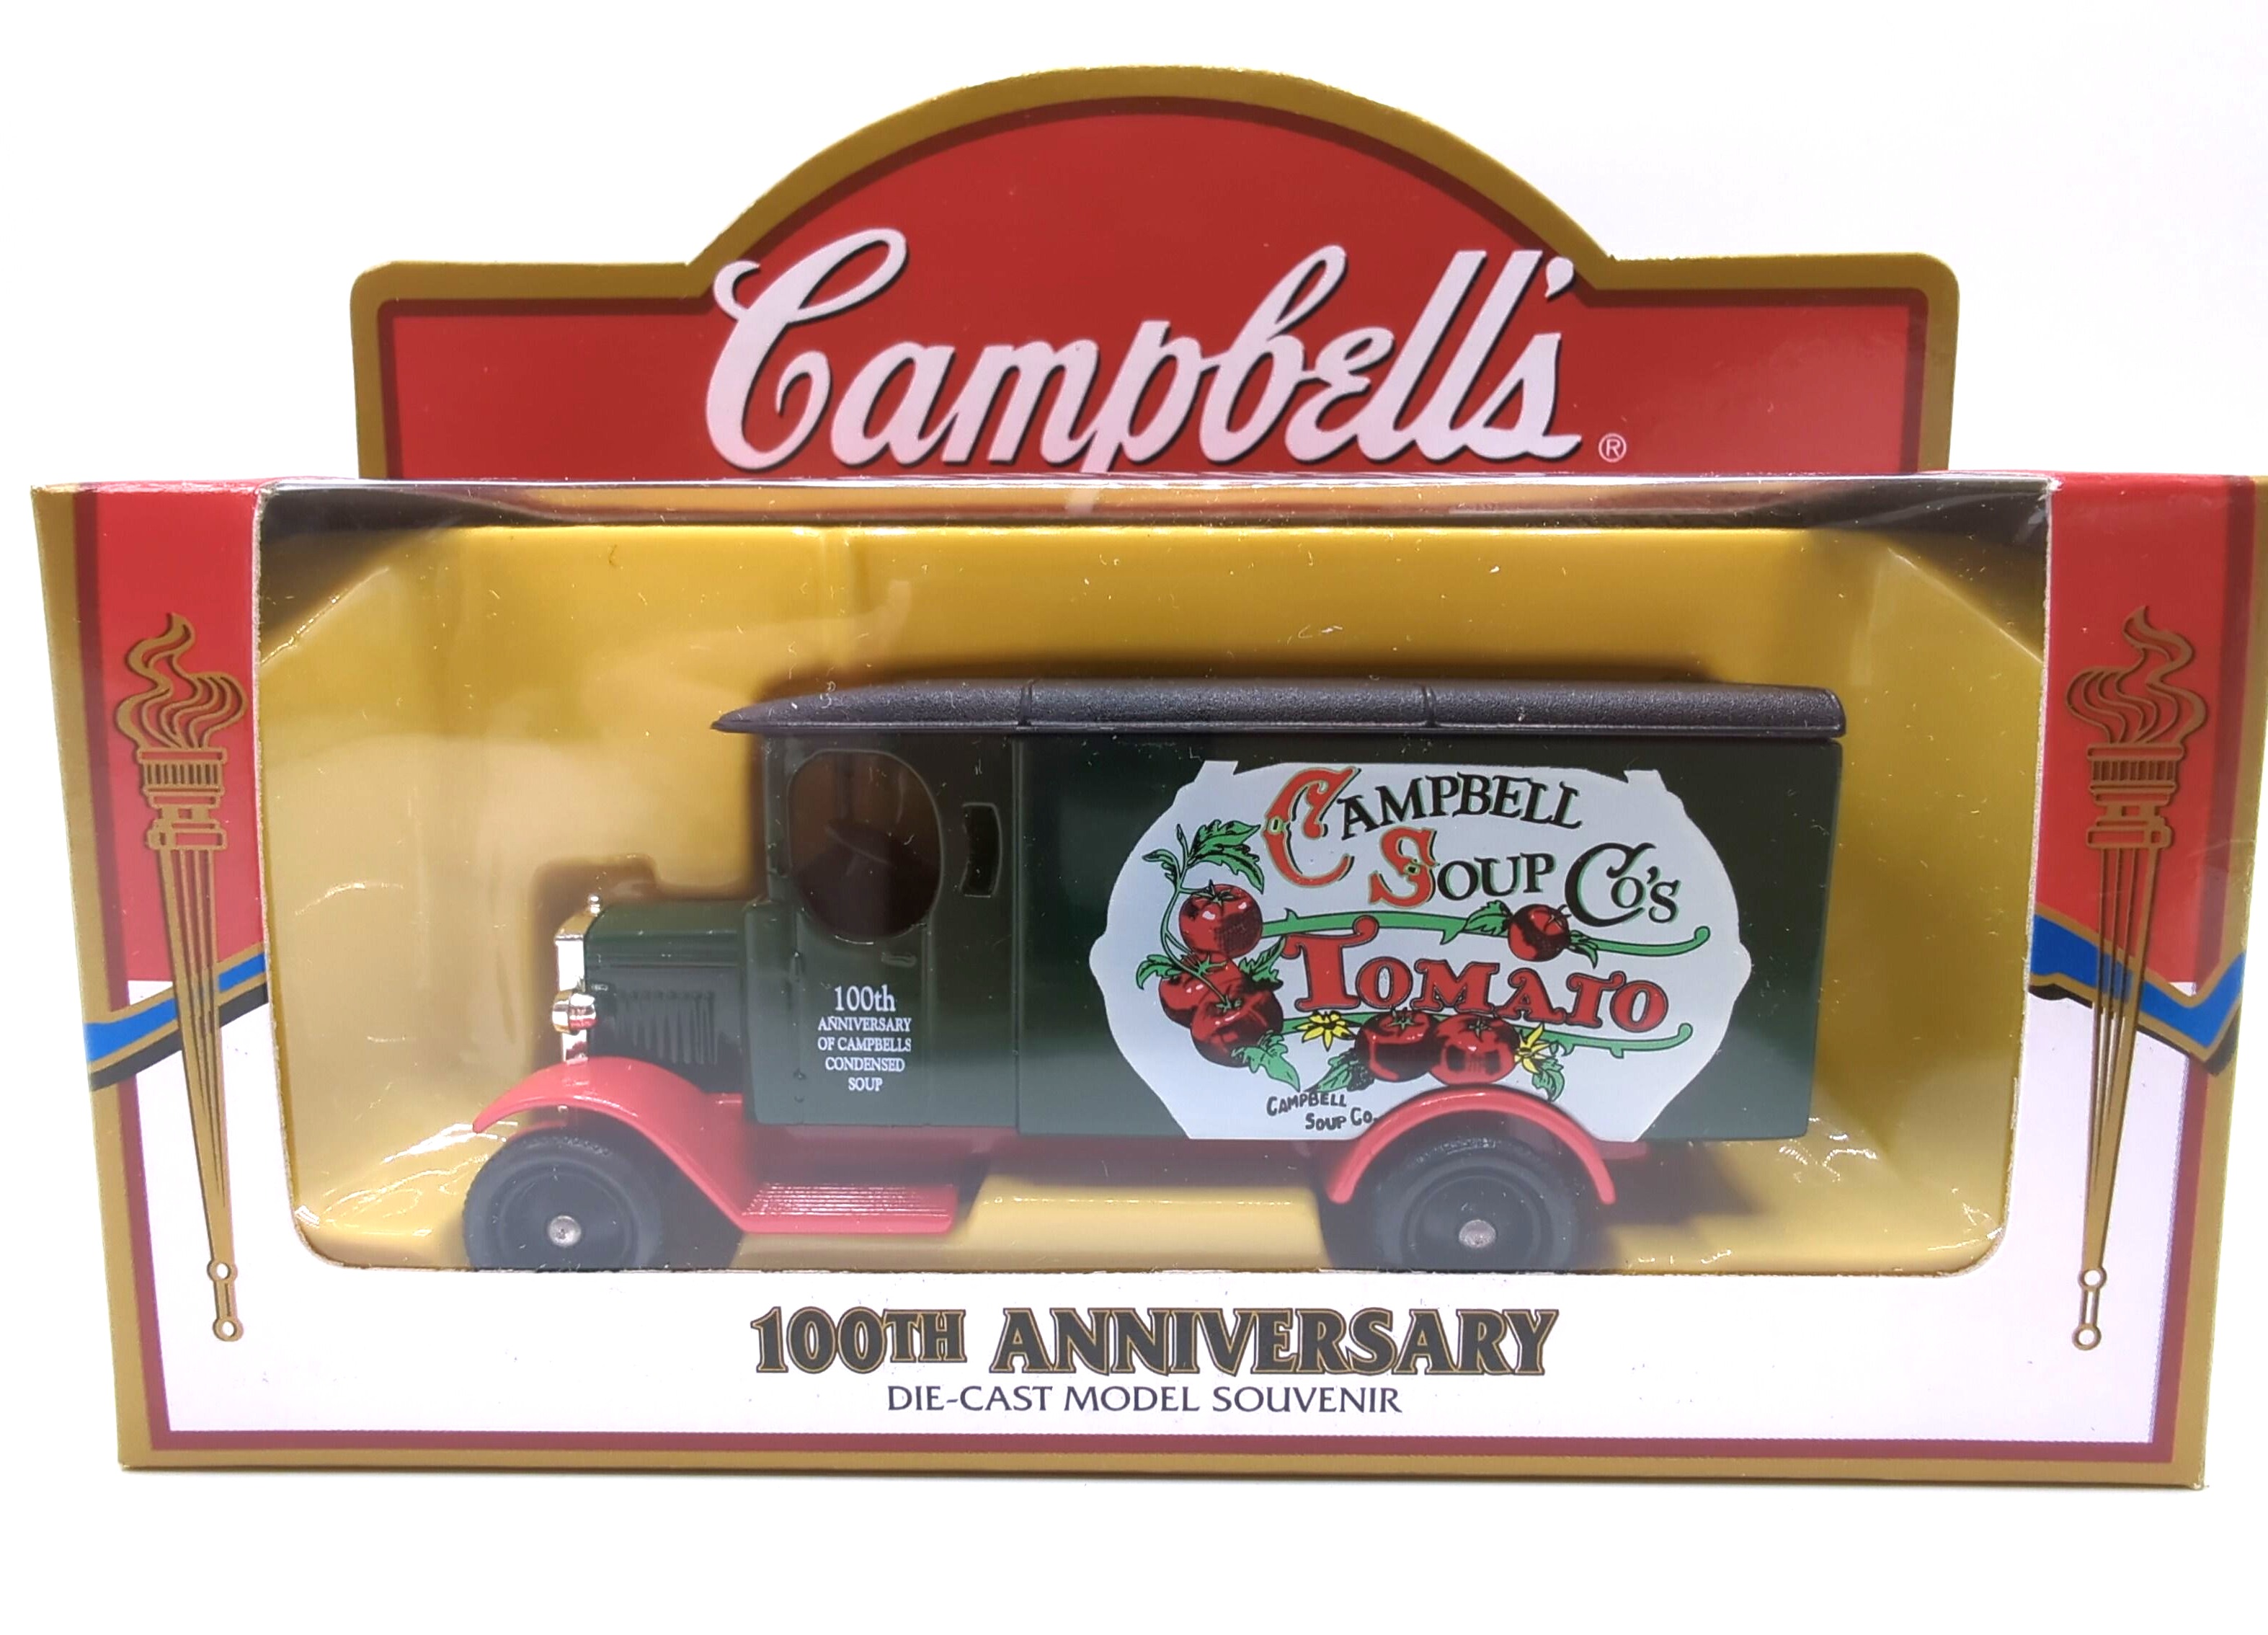 Campbell's®
CAMPBELL
SOUP CO'S
TOMATO
CAMPBELL
SOUP CO.
100th
ANNIVERSARY
OF CAMPBELLS
CONDENSED
SOUP
100TH ANNIVERSARY
DIE-CAST MODEL SOUVENIR